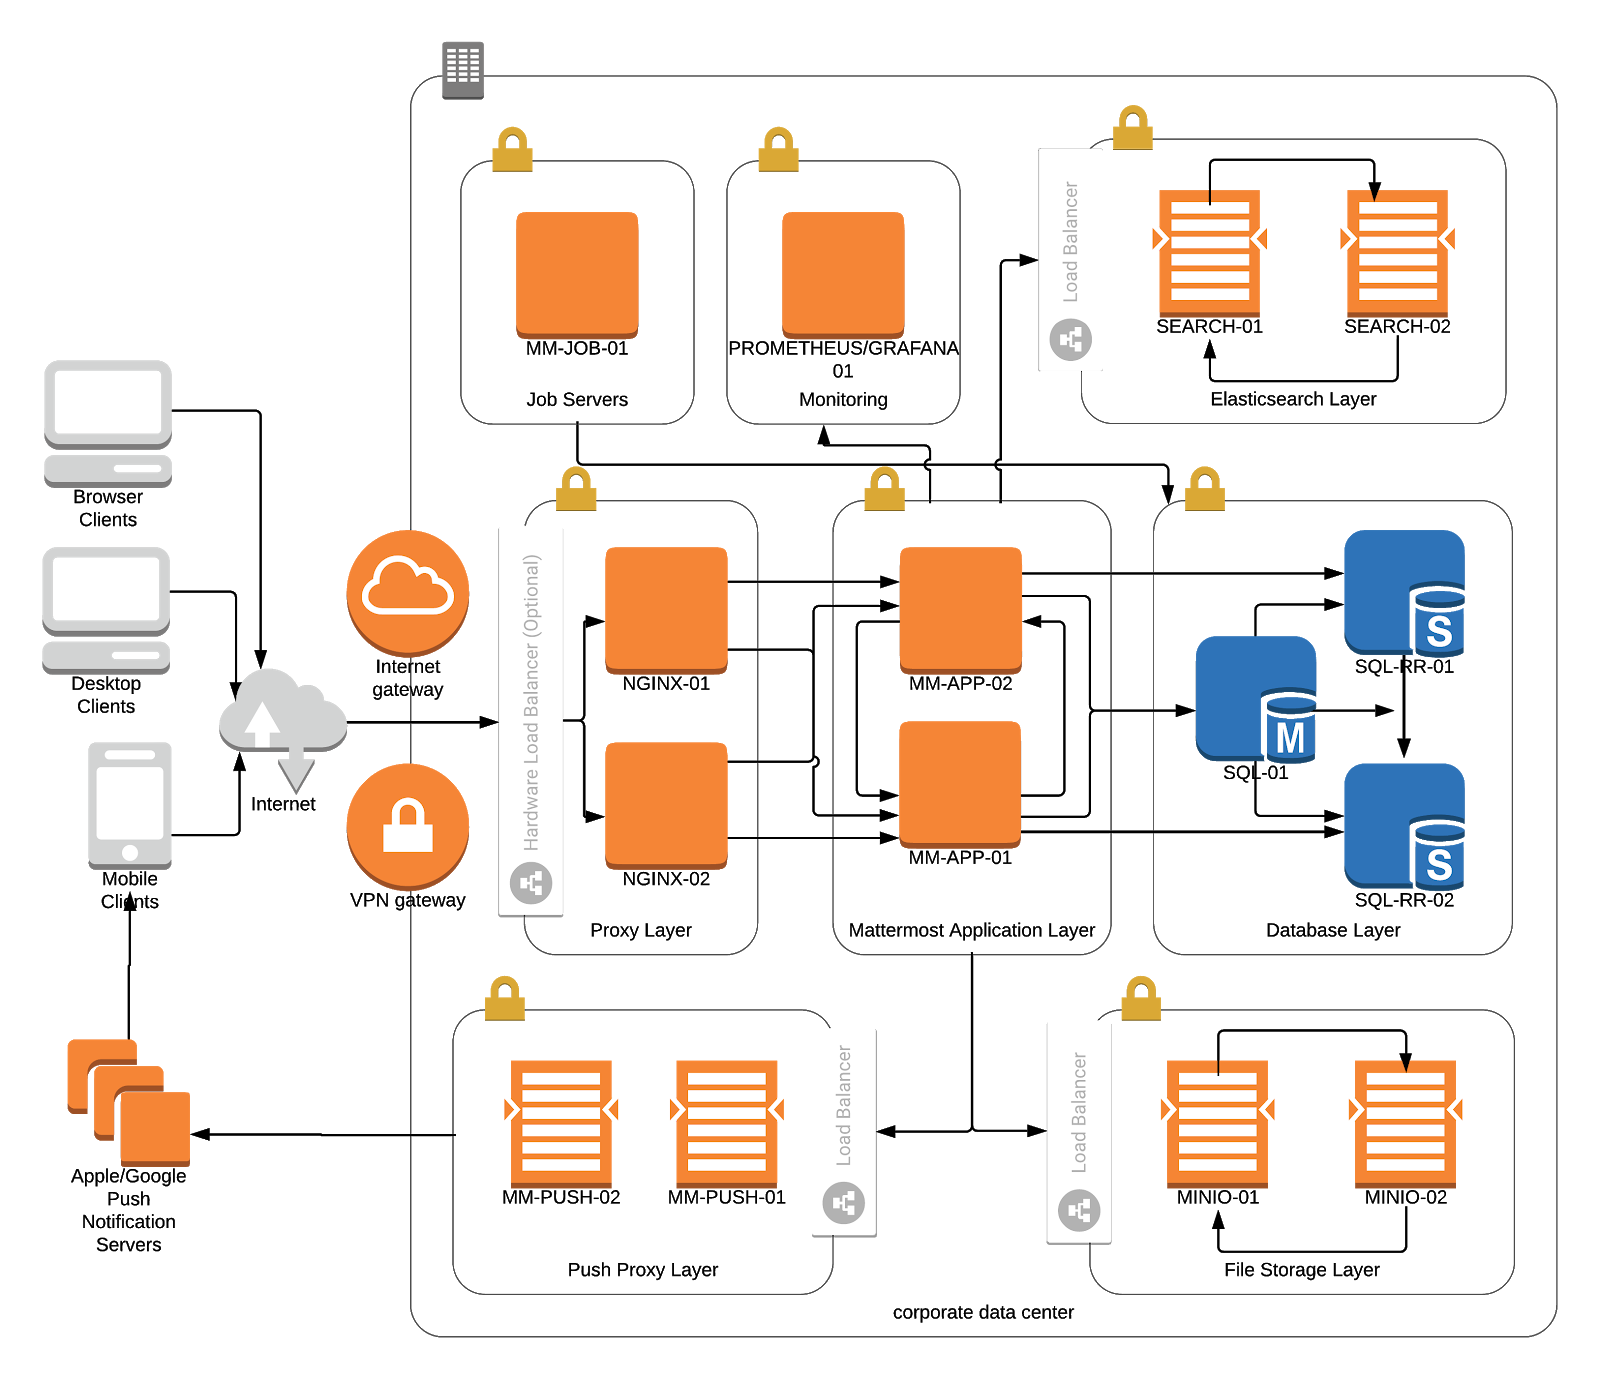 Load Balancer
SEARCH-01
SEARCH-02
Elasticsearch Layer
MM-JOB-01
Job Servers
PROMETHEUS/GRAFANA
01
Monitoring
Browser
Clients
Desktop
Clients
Mobile
Clients
Internet
Internet
gateway
VPN gateway
Hardware Load Balancer (Optional)
NGINX-01
NGINX-02
Proxy Layer
MM-APP-02
MM-APP-01
Mattermost Application Layer
S
SQL-RR-01
M
SQL-01
S
SQL-RR-02
Database Layer
Apple/Google
Push
Notification
Servers
MM-PUSH-02
MM-PUSH-01
Load Balancer
Push Proxy Layer
Load Balancer
MINIO-01
MINIO-02
File Storage Layer
corporate data center